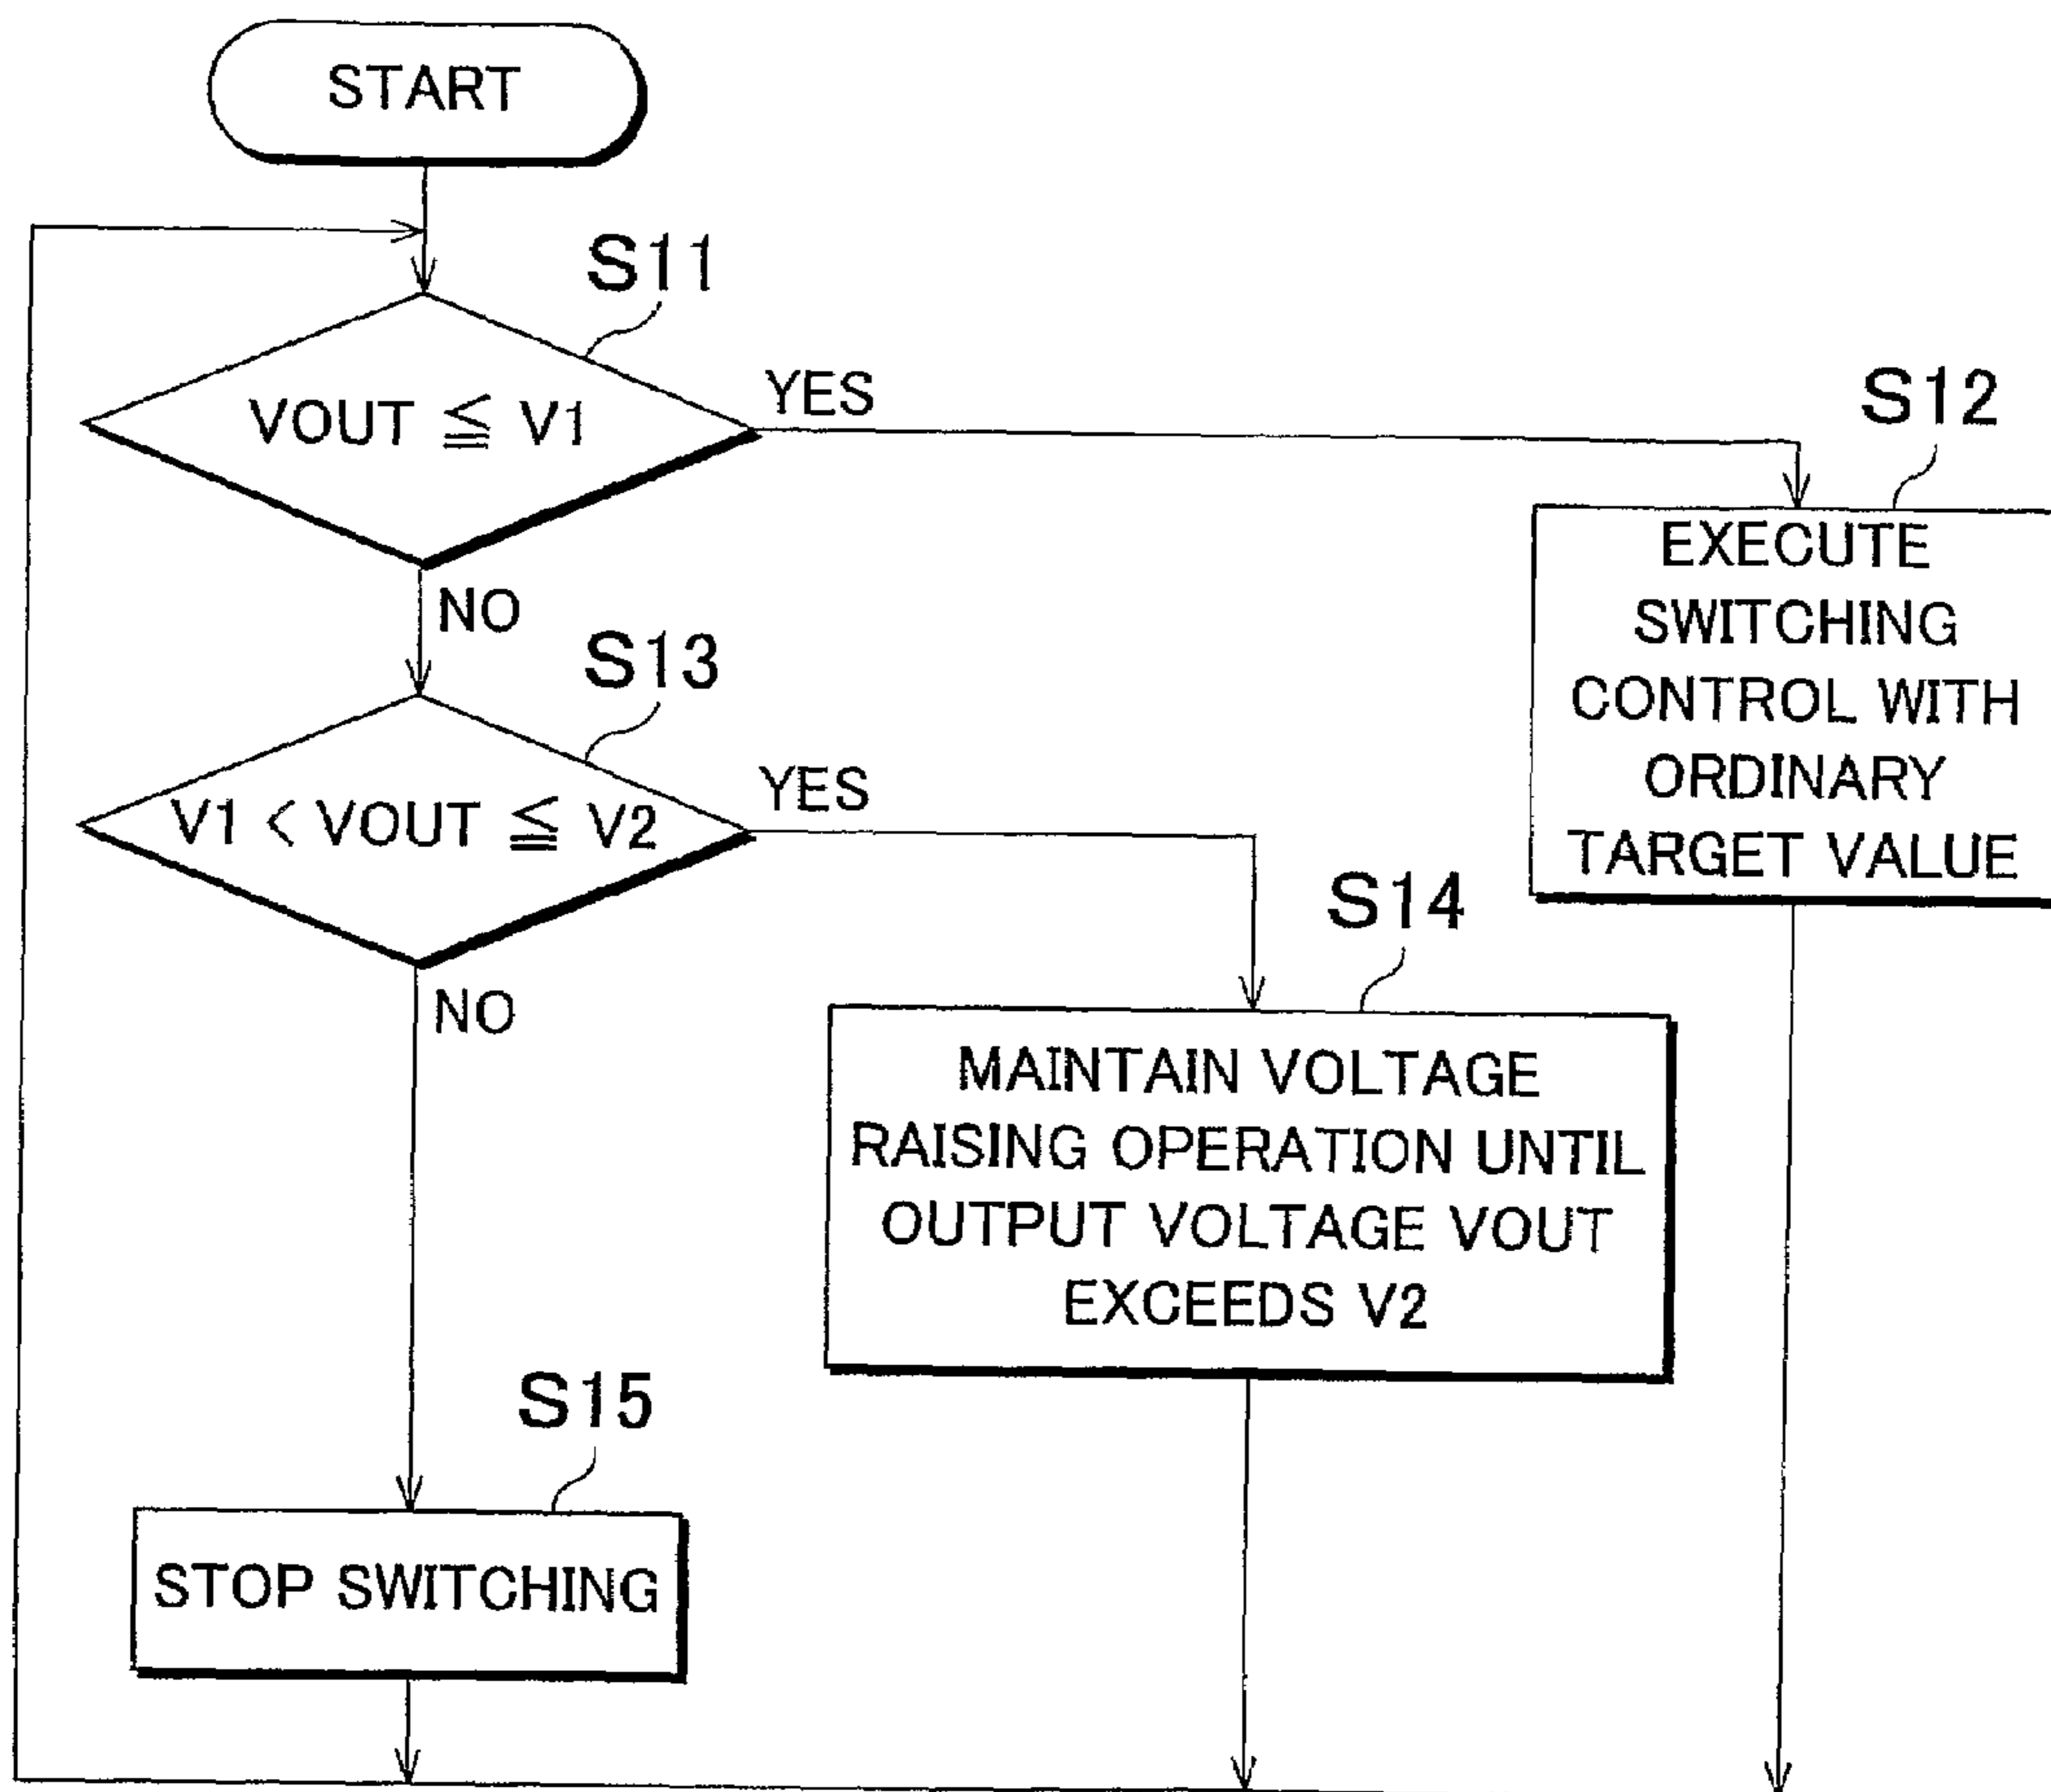 START
S11
VOUT ≦ V1
YES
S12
EXECUTE
SWITCHING
CONTROL WITH
ORDINARY
TARGET VALUE
NO
S13
V1 < VOUT ≦ V2
YES
S14
MAINTAIN VOLTAGE
RAISING OPERATION UNTIL
OUTPUT VOLTAGE VOUT
EXCEEDS V2
NO
S15
STOP SWITCHING